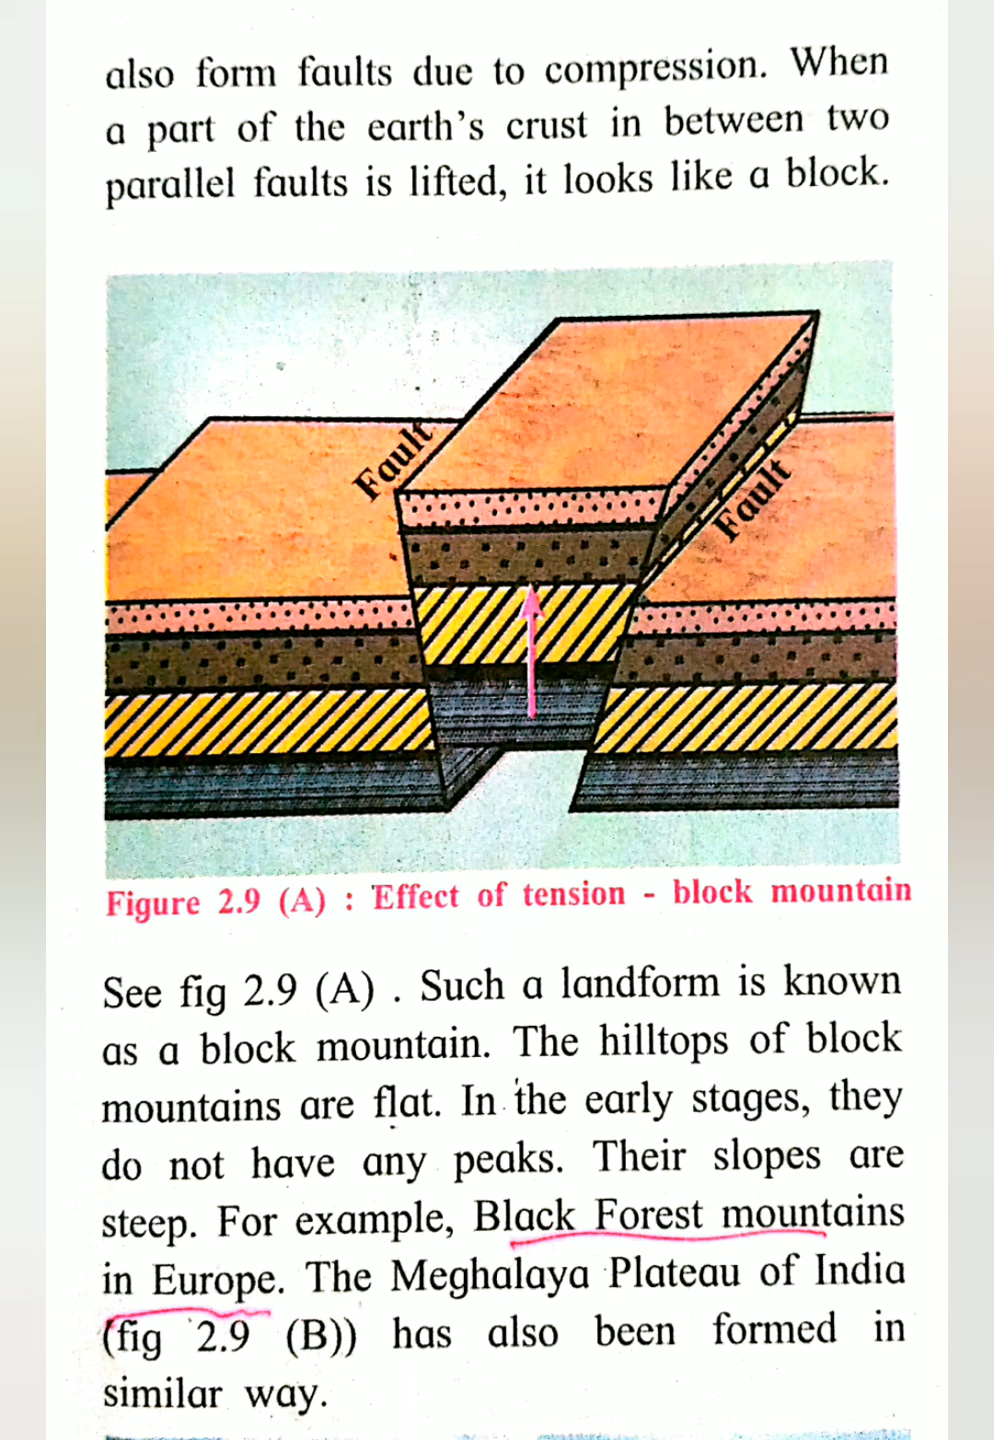 also form faults due to compression. When
a part of the earth's crust in between two
parallel faults is lifted, it looks like a block.
Fault
Fault
Figure 2.9 (A) : Effect of tension - block mountain
See fig 2.9 (A) . Such a landform is known
as a block mountain. The hilltops of block
mountains are flat. In the early stages, they
do not have any peaks. Their slopes are
steep. For example, Black Forest mountains
in Europe. The Meghalaya Plateau of India
(fig 2.9 (B)) has also been formed in
similar way.